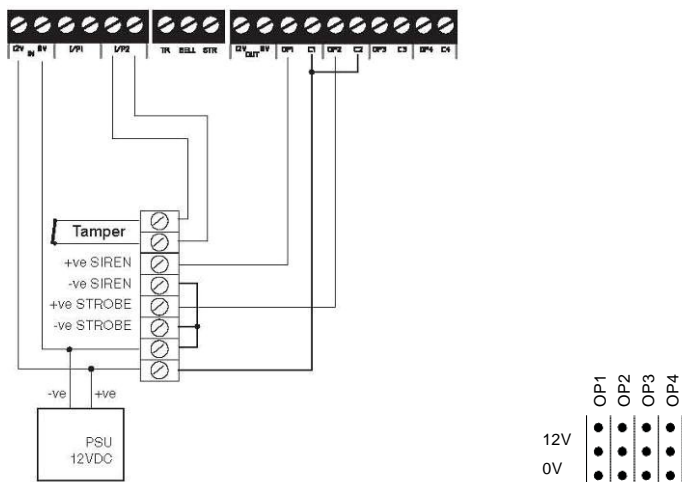 12V 0V I/P1 I/P2 TR BELL STR 12V 0V OP1 C1 OP2 C2 OP3 C3 OP4 C4
IN OUT
Tamper
+ve SIREN
-ve SIREN
+ve STROBE
-ve STROBE
-ve +ve
PSU
12VDC
OP1 OP2 OP3 OP4
12V
0V